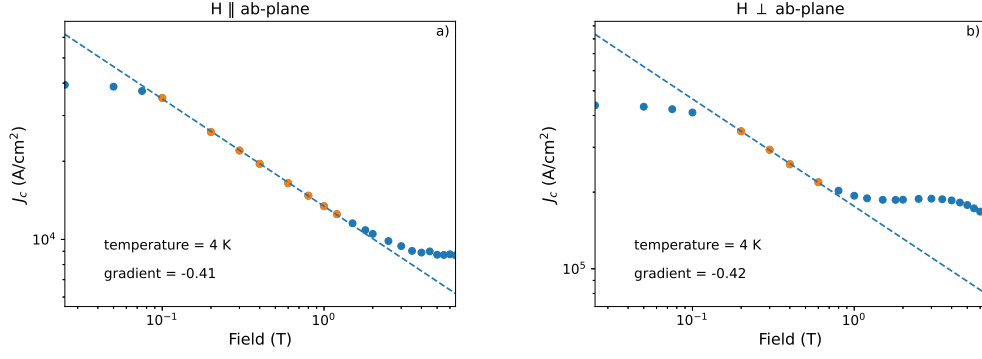 H ∥ ab-plane
a)
J_c (A/cm²)
10⁴
temperature = 4 K
gradient = -0.41
10⁻¹
10⁰
Field (T)
H ⊥ ab-plane
b)
J_c (A/cm²)
10⁵
temperature = 4 K
gradient = -0.42
10⁻¹
10⁰
Field (T)